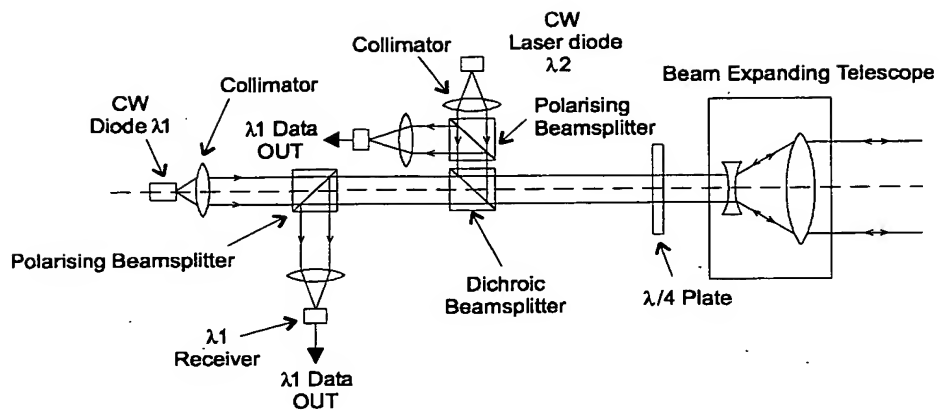 CW
Laser diode
λ2
Collimator
Beam Expanding Telescope
Collimator
CW
Diode λ1
Polarising
Beamsplitter
λ1 Data
OUT
Polarising Beamsplitter
Dichroic
Beamsplitter
λ/4 Plate
λ1
Receiver
λ1 Data
OUT